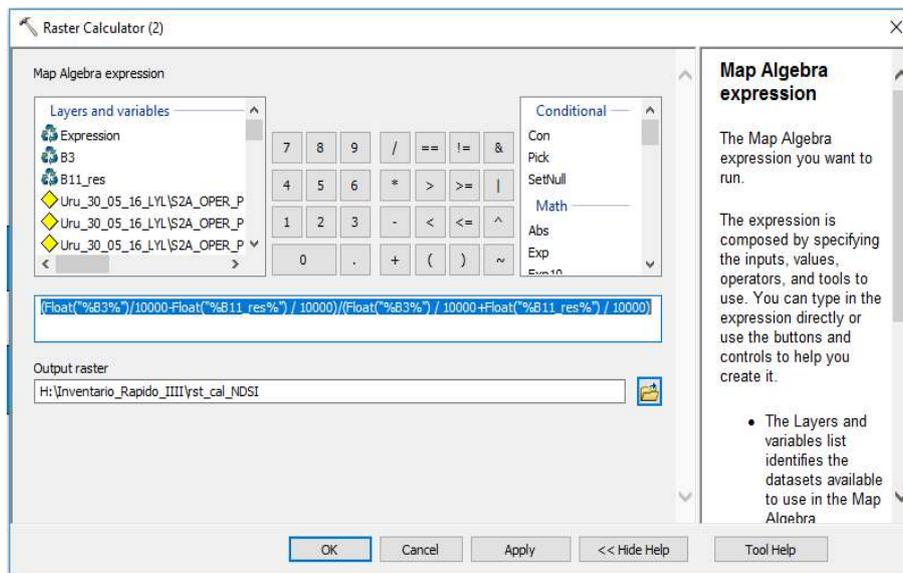 Raster Calculator (2)
Map Algebra expression
Layers and variables
Expression
B3
B11_res
Uru_30_05_16_LYL\S2A_OPER_P
Uru_30_05_16_LYL\S2A_OPER_P
Uru_30_05_16_LYL\S2A_OPER_P
7 8 9 / == != &
4 5 6 * > >= |
1 2 3 - < <= ^
0 . + ( ) ~
Conditional
Con
Pick
SetNull
Math
Abs
Exp
Exp10
(Float("%B3%")/10000-Float("%B11_res%") / 10000)/(Float("%B3%") / 10000+Float("%B11_res%") / 10000)
Output raster
H:\Inventario_Rapido_IIII\rst_cal_NDSI
OK Cancel Apply << Hide Help Tool Help
Map Algebra
expression
The Map Algebra
expression you want to
run.
The expression is
composed by specifying
the inputs, values,
operators, and tools to
use. You can type in the
expression directly or
use the buttons and
controls to help you
create it.
• The Layers and
variables list
identifies the
datasets available
to use in the Map
Algebra